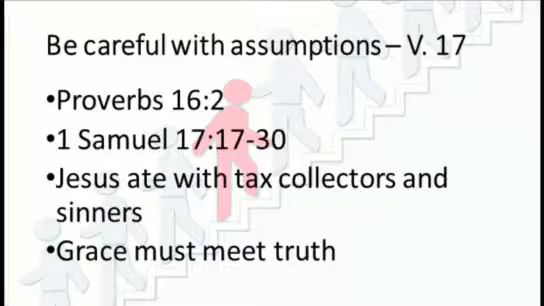 Be careful with assumptions – V. 17
•Proverbs 16:2
•1 Samuel 17:17-30
•Jesus ate with tax collectors and
sinners
•Grace must meet truth